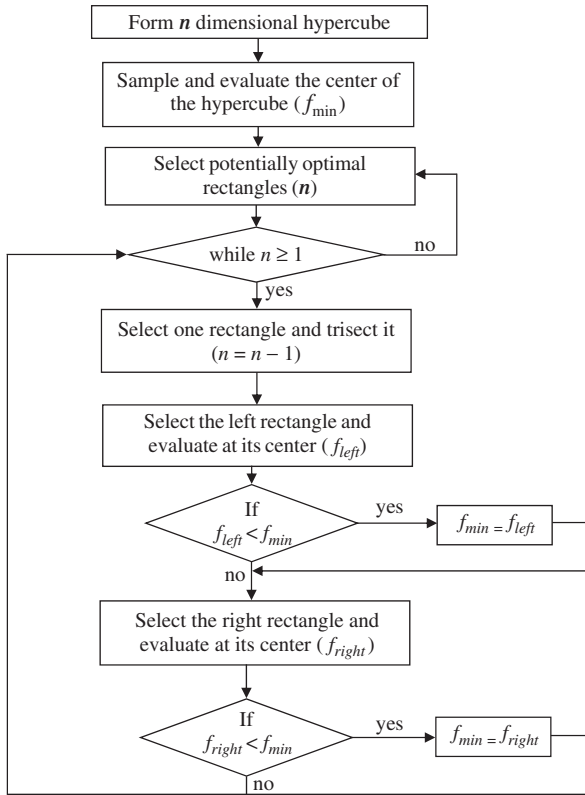 Form n dimensional hypercube
Sample and evaluate the center of
the hypercube (fmin)
Select potentially optimal
rectangles (n)
while n ≥ 1
no
yes
Select one rectangle and trisect it
(n = n − 1)
Select the left rectangle and
evaluate at its center (fleft)
If
fleft < fmin
yes
fmin = fleft
no
Select the right rectangle and
evaluate at its center (fright)
If
fright < fmin
yes
fmin = fright
no